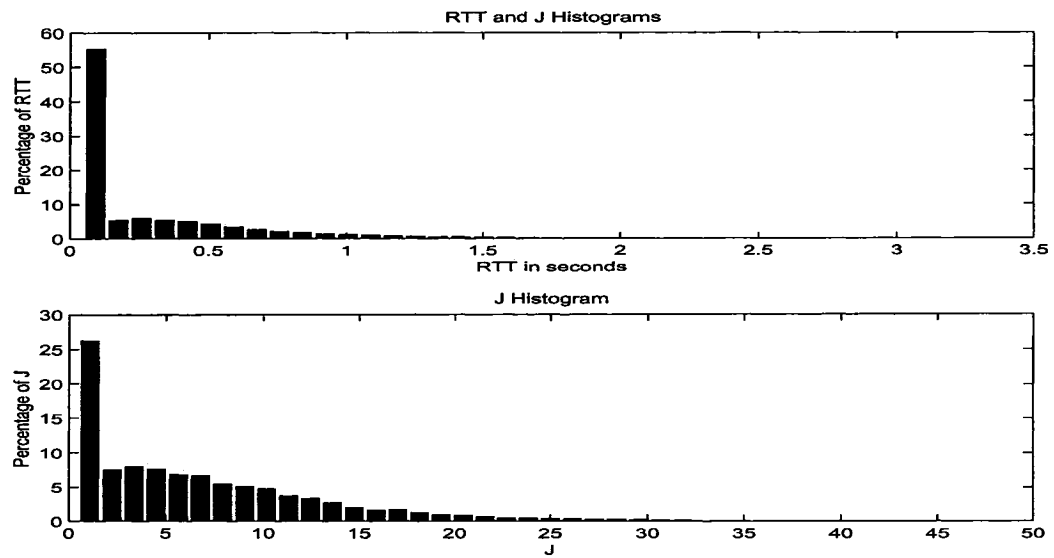 RTT and J Histograms
60
50
40
30
20
10
0
Percentage of RTT
0 0.5 1 1.5 2 2.5 3 3.5
RTT in seconds
J Histogram
30
25
20
15
10
5
0
Percentage of J
0 5 10 15 20 25 30 35 40 45 50
J